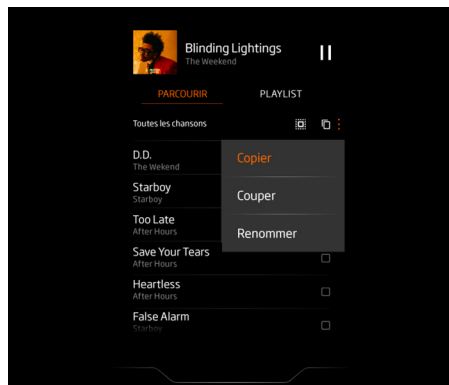 Blinding Lightings
The Weekend
PARCOURIR
PLAYLIST
Toutes les chansons
D.D.
The Wekend
Copier
Starboy
Starboy
Couper
Too Late
After Hours
Renommer
Save Your Tears
After Hours
Heartless
After Hours
False Alarm
Starboy